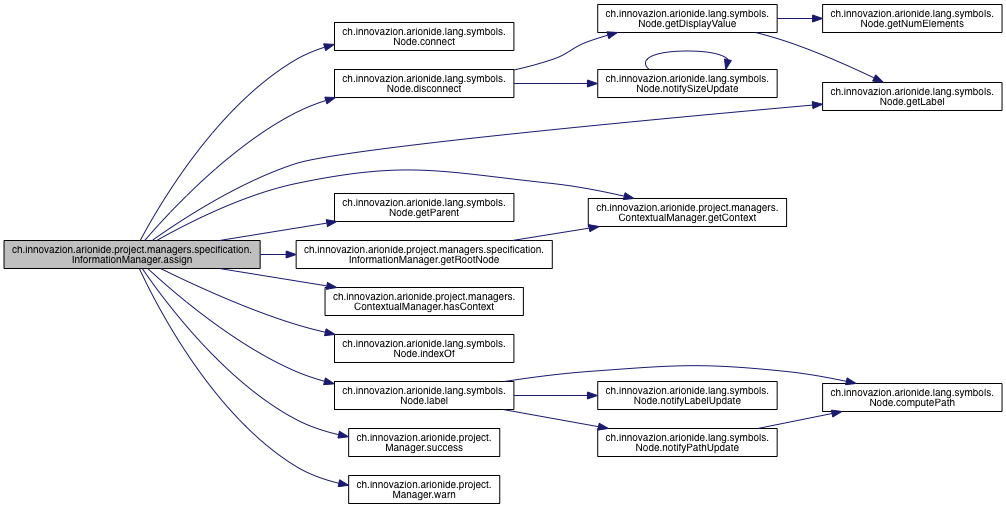 ch.innovazion.arionide.project.managers.specification.
InformationManager.assign
ch.innovazion.arionide.lang.symbols.
Node.connect
ch.innovazion.arionide.lang.symbols.
Node.disconnect
ch.innovazion.arionide.lang.symbols.
Node.getParent
ch.innovazion.arionide.project.managers.specification.
InformationManager.getRootNode
ch.innovazion.arionide.project.managers.
ContextualManager.hasContext
ch.innovazion.arionide.lang.symbols.
Node.indexOf
ch.innovazion.arionide.lang.symbols.
Node.label
ch.innovazion.arionide.project.
Manager.success
ch.innovazion.arionide.project.
Manager.warn
ch.innovazion.arionide.lang.symbols.
Node.getDisplayValue
ch.innovazion.arionide.lang.symbols.
Node.notifySizeUpdate
ch.innovazion.arionide.project.managers.
ContextualManager.getContext
ch.innovazion.arionide.lang.symbols.
Node.notifyLabelUpdate
ch.innovazion.arionide.lang.symbols.
Node.notifyPathUpdate
ch.innovazion.arionide.lang.symbols.
Node.getNumElements
ch.innovazion.arionide.lang.symbols.
Node.getLabel
ch.innovazion.arionide.lang.symbols.
Node.computePath